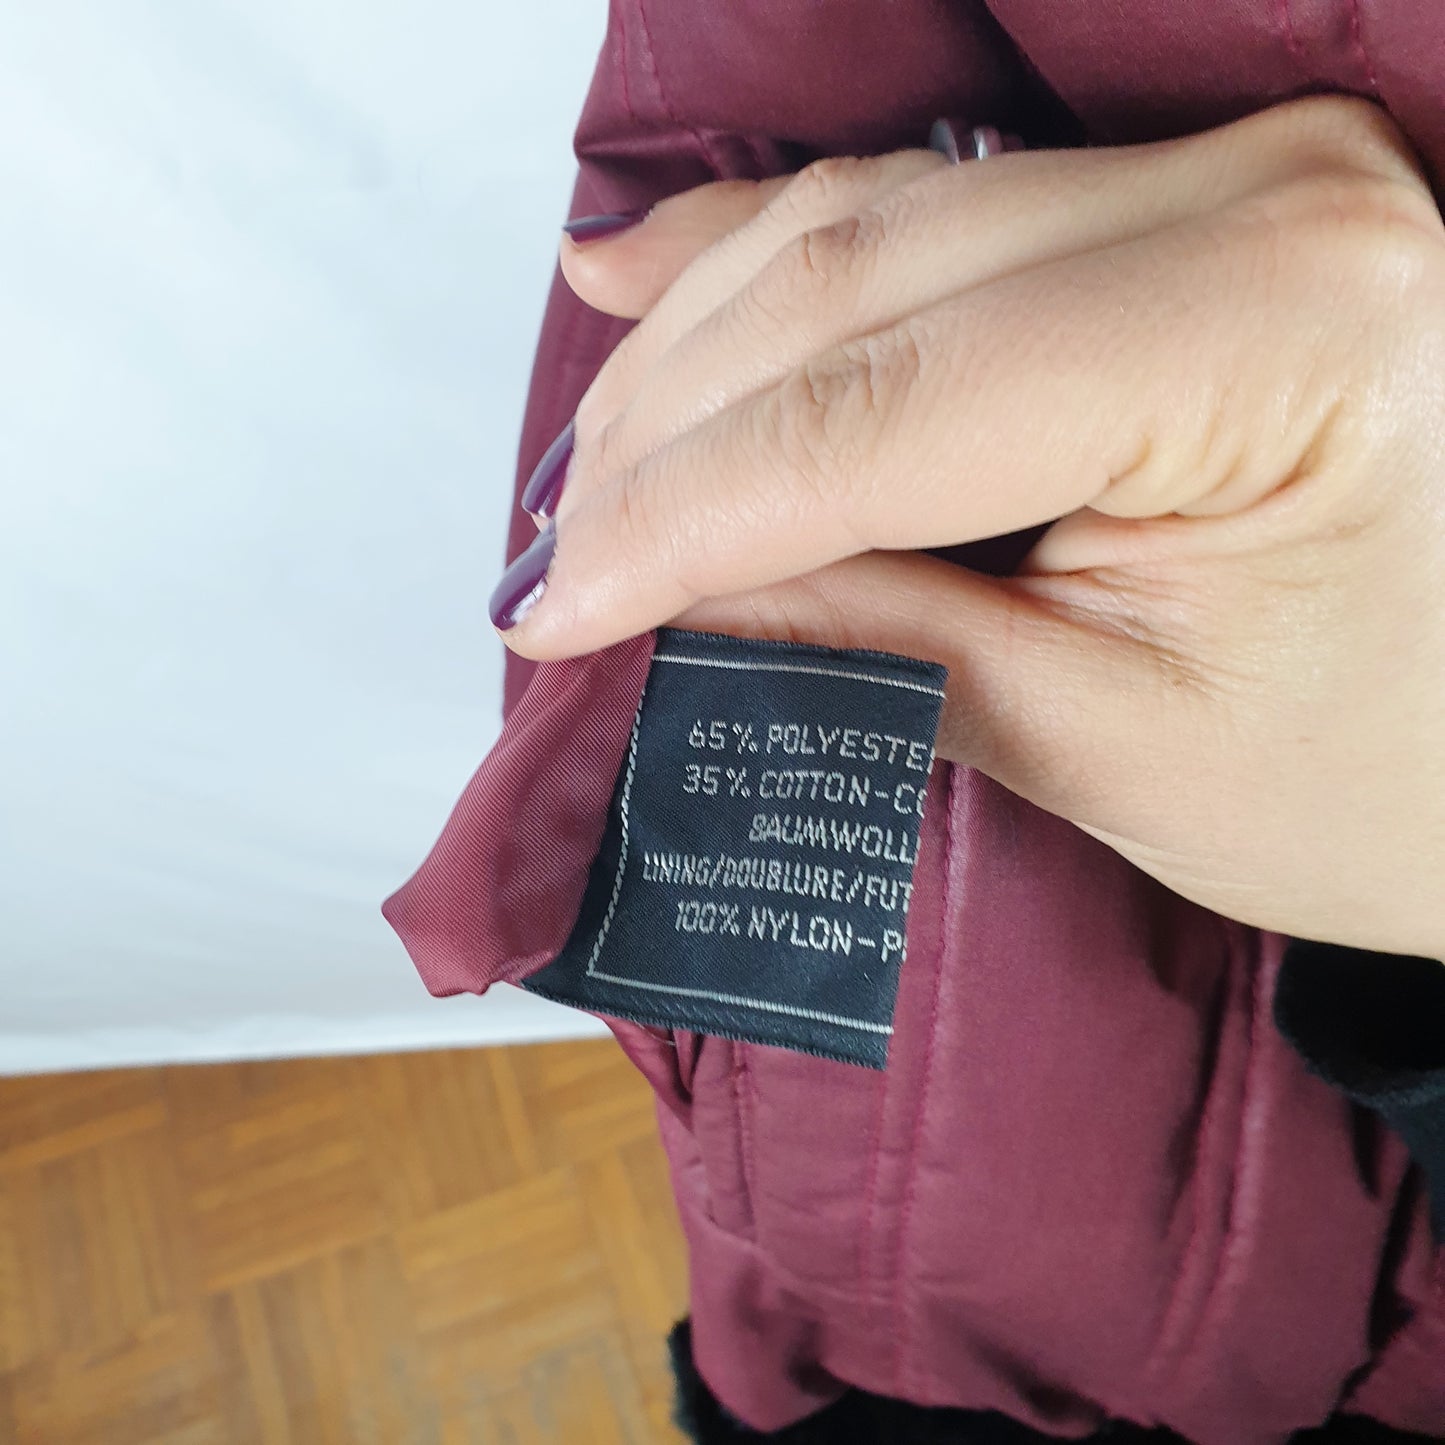 65% POLYESTE
35% COTTON-CO
BAUMWOLL
LINING/DOUBLURE/FUT
100% NYLON-P